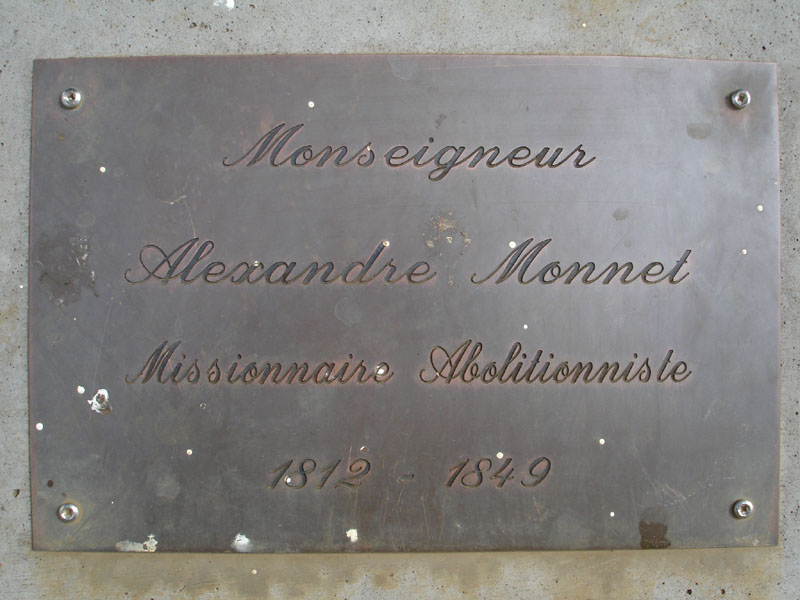 Monseigneur
Alexandre Monnet
Missionnaire Abolitionniste
1812 - 1849